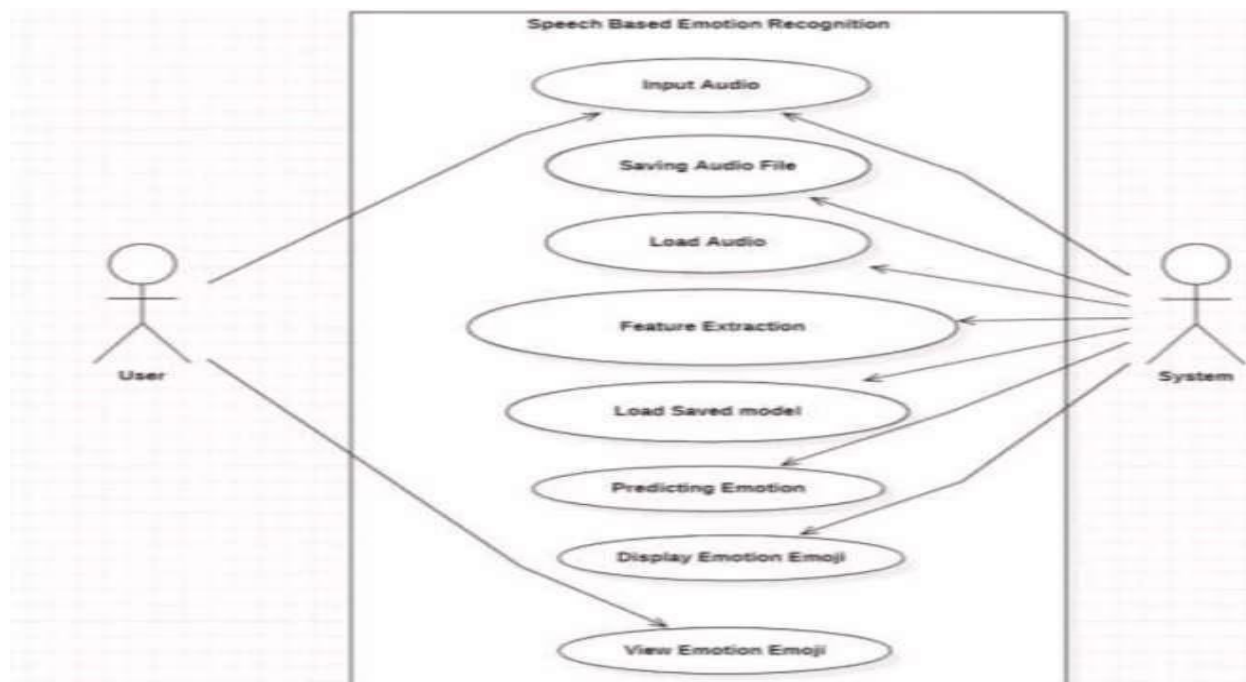 Speech Based Emotion Recognition
Input Audio
Saving Audio File
Load Audio
Feature Extraction
User
System
Load Saved model
Predicting Emotion
Display Emotion Emoji
View Emotion Emoji